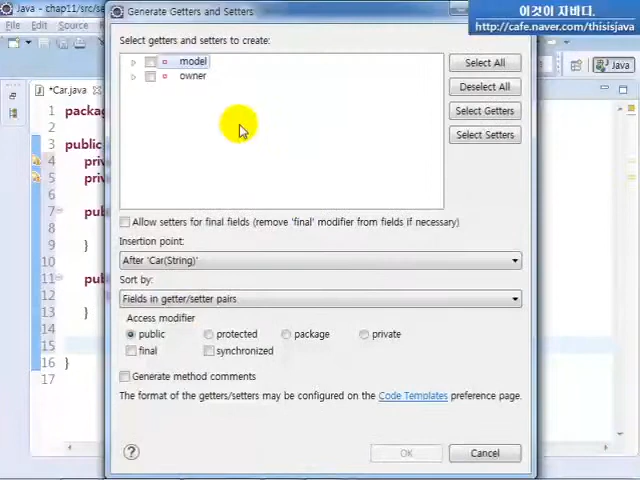 Java - chap11/src/se
Generate Getters and Setters
이것이 자바다.
http://cafe.naver.com/thisisjava
File Edit Source
Java
*Car.java
Select getters and setters to create:
model
owner
Select All
Deselect All
Select Getters
Select Setters
1 packag
2
3 public
4 priv
5 priv
6
7 pub
8
9 }
10
11 pub
12
13 }
14
15
16 }
17
Allow setters for final fields (remove 'final' modifier from fields if necessary)
Insertion point:
After 'Car(String)'
Sort by:
Fields in getter/setter pairs
Access modifier
public protected package private
final synchronized
Generate method comments
The format of the getters/setters may be configured on the Code Templates preference page.
?
OK Cancel